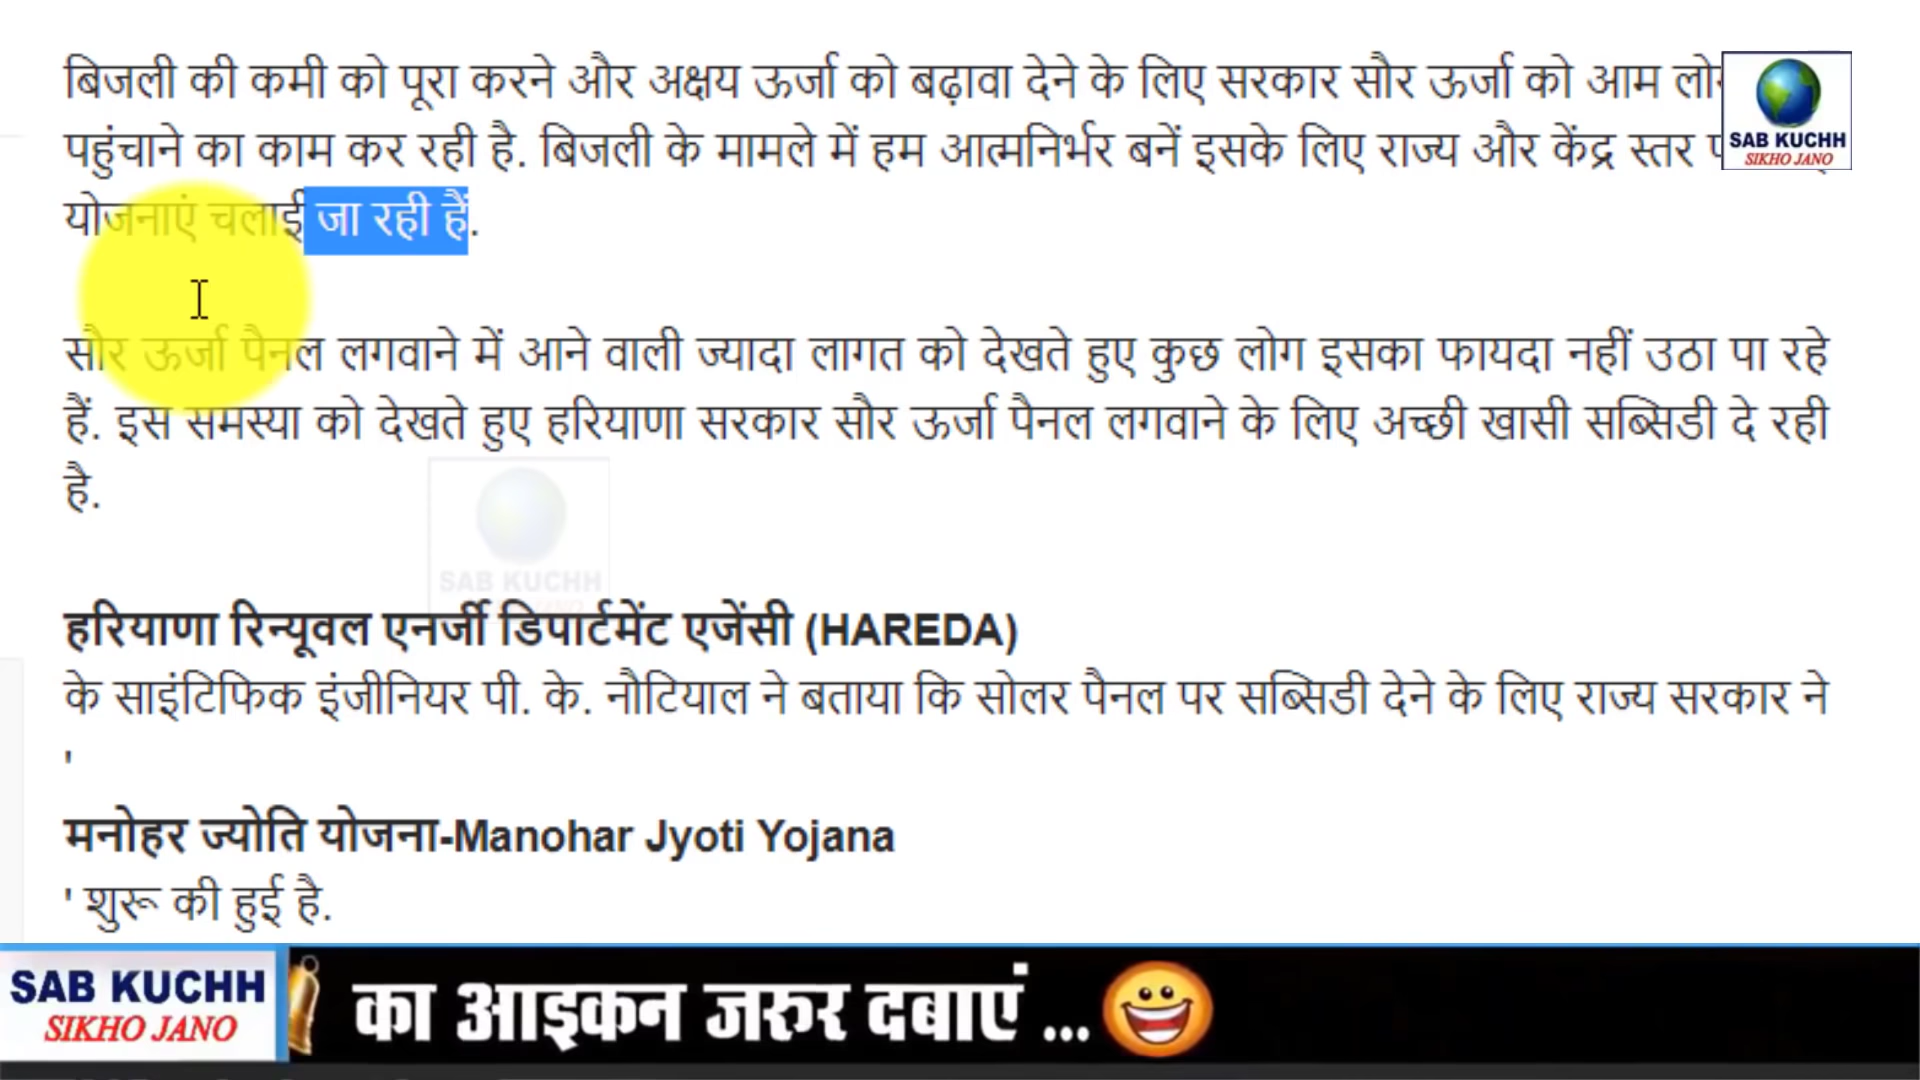 बिजली की कमी को पूरा करने और अक्षय ऊर्जा को बढ़ावा देने के लिए सरकार सौर ऊर्जा को आम
पहुंचाने का काम कर रही है. बिजली के मामले में हम आत्मनिर्भर बनें इसके लिए राज्य और केंद्र स्तर
योजनाएं चलाई जा रही हैं.
SAB KUCHH
SIKHO JANO
सौर ऊर्जा पैनल लगवाने में आने वाली ज्यादा लागत को देखते हुए कुछ लोग इसका फायदा नहीं उठा पा रहे
हैं. इस समस्या को देखते हुए हरियाणा सरकार सौर ऊर्जा पैनल लगवाने के लिए अच्छी खासी सब्सिडी दे रही
है.
SAB KUCHH
हरियाणा रिन्यूवल एनर्जी डिपार्टमेंट एजेंसी (HAREDA)
के साइंटिफिक इंजीनियर पी. के. नौटियाल ने बताया कि सोलर पैनल पर सब्सिडी देने के लिए राज्य सरकार ने
'
मनोहर ज्योति योजना-Manohar Jyoti Yojana
' शुरू की हुई है.
SAB KUCHH
SIKHO JANO
का आइकन जरुर दबाएं ...